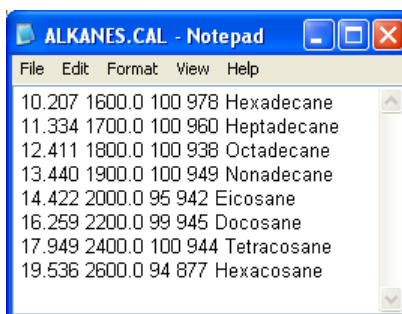 ALKANES.CAL - Notepad
File Edit Format View Help
10.207 1600.0 100 978 Hexadecane
11.334 1700.0 100 960 Heptadecane
12.411 1800.0 100 938 Octadecane
13.440 1900.0 100 949 Nonadecane
14.422 2000.0 95 942 Eicosane
16.259 2200.0 99 945 Docosane
17.949 2400.0 100 944 Tetracosane
19.536 2600.0 94 877 Hexacosane